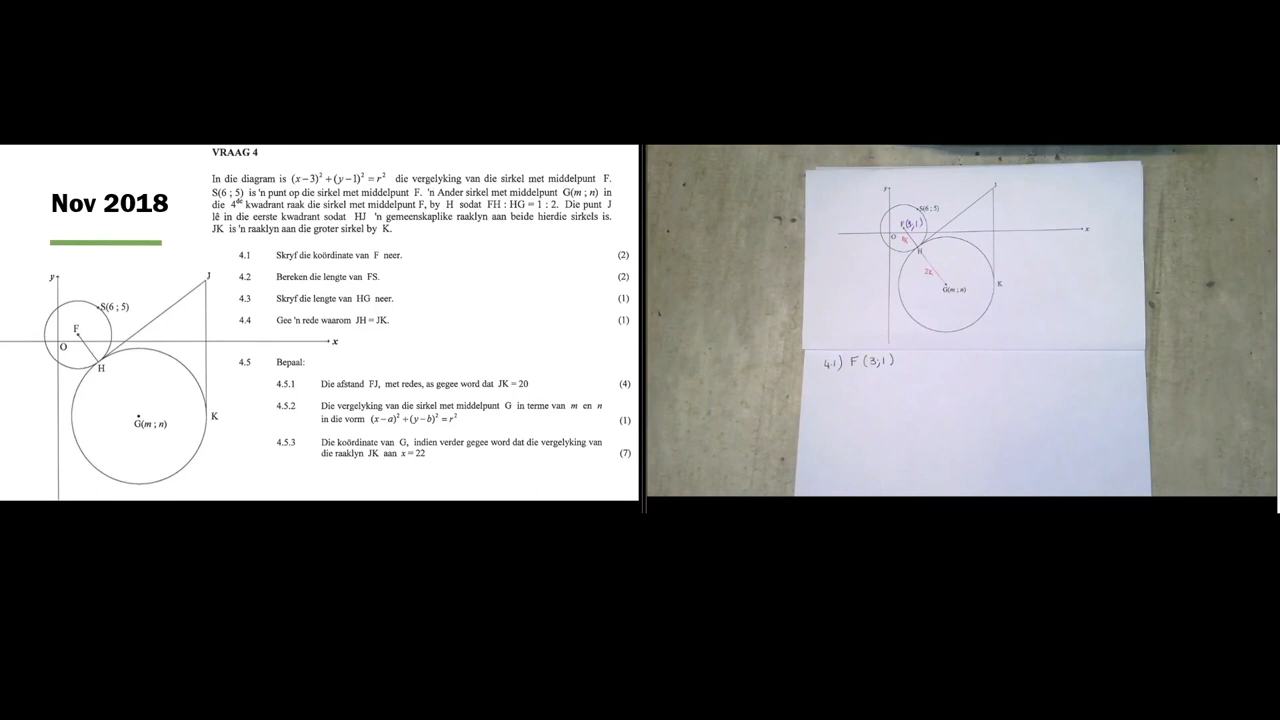 VRAAG 4
Nov 2018
In die diagram is (x−3)² + (y−1)² = r² die vergelyking van die sirkel met middelpunt F.
S(6 ; 5) is 'n punt op die sirkel met middelpunt F. 'n Ander sirkel met middelpunt G(m ; n) in
die 4de kwadrant raak die sirkel met middelpunt F, by H sodat FH : HG = 1 : 2. Die punt J
lê in die eerste kwadrant sodat HJ 'n gemeenskaplike raaklyn aan beide hierdie sirkels is.
JK is 'n raaklyn aan die groter sirkel by K.
4.1 Skryf die koördinate van F neer. (2)
4.2 Bereken die lengte van FS. (2)
4.3 Skryf die lengte van HG neer. (1)
4.4 Gee 'n rede waarom JH = JK. (1)
4.5 Bepaal:
4.5.1 Die afstand FJ, met redes, as gegee word dat JK = 20 (4)
4.5.2 Die vergelyking van die sirkel met middelpunt G in terme van m en n
in die vorm (x−a)² + (y−b)² = r² (1)
4.5.3 Die koördinate van G, indien verder gegee word dat die vergelyking van
die raaklyn JK aan x = 22 (7)
y
J
S(6 ; 5)
F
O
x
H
K
G(m ; n)
y
J
S(6 ; 5)
F (3;1)
O
x
H
2k
K
G(m ; n)
4.1) F (3;1)